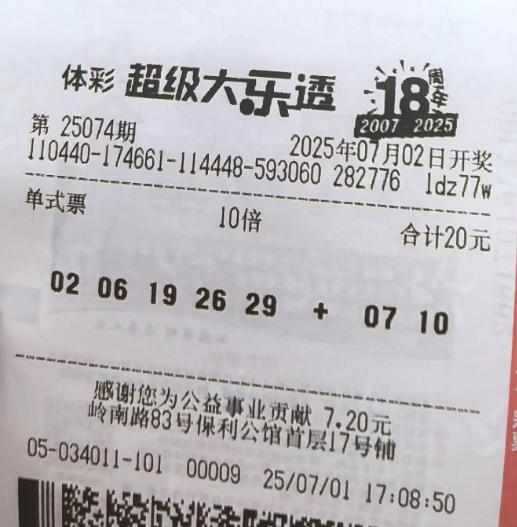 体彩 超级大乐透 18周年
2007 2025
第 25074期 2025年07月02日开奖
110440-174661-114448-593060 282776 1dz77w
单式票 10倍 合计20元
02 06 19 26 29 + 07 10
感谢您为公益事业贡献 7.20元
岭南路83号保利公馆首层17号铺
05-034011-101 00009 25/07/01 17:08:50